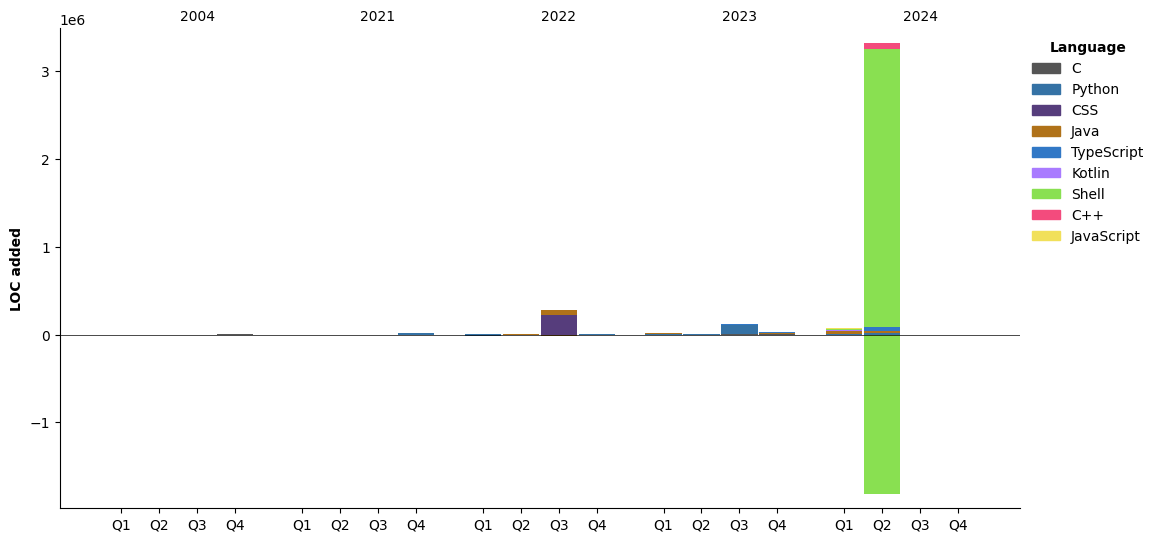 1e6
2004 2021 2022 2023 2024
3
2
1
0
−1
LOC added
Q1 Q2 Q3 Q4 Q1 Q2 Q3 Q4 Q1 Q2 Q3 Q4 Q1 Q2 Q3 Q4 Q1 Q2 Q3 Q4
Language
C
Python
CSS
Java
TypeScript
Kotlin
Shell
C++
JavaScript